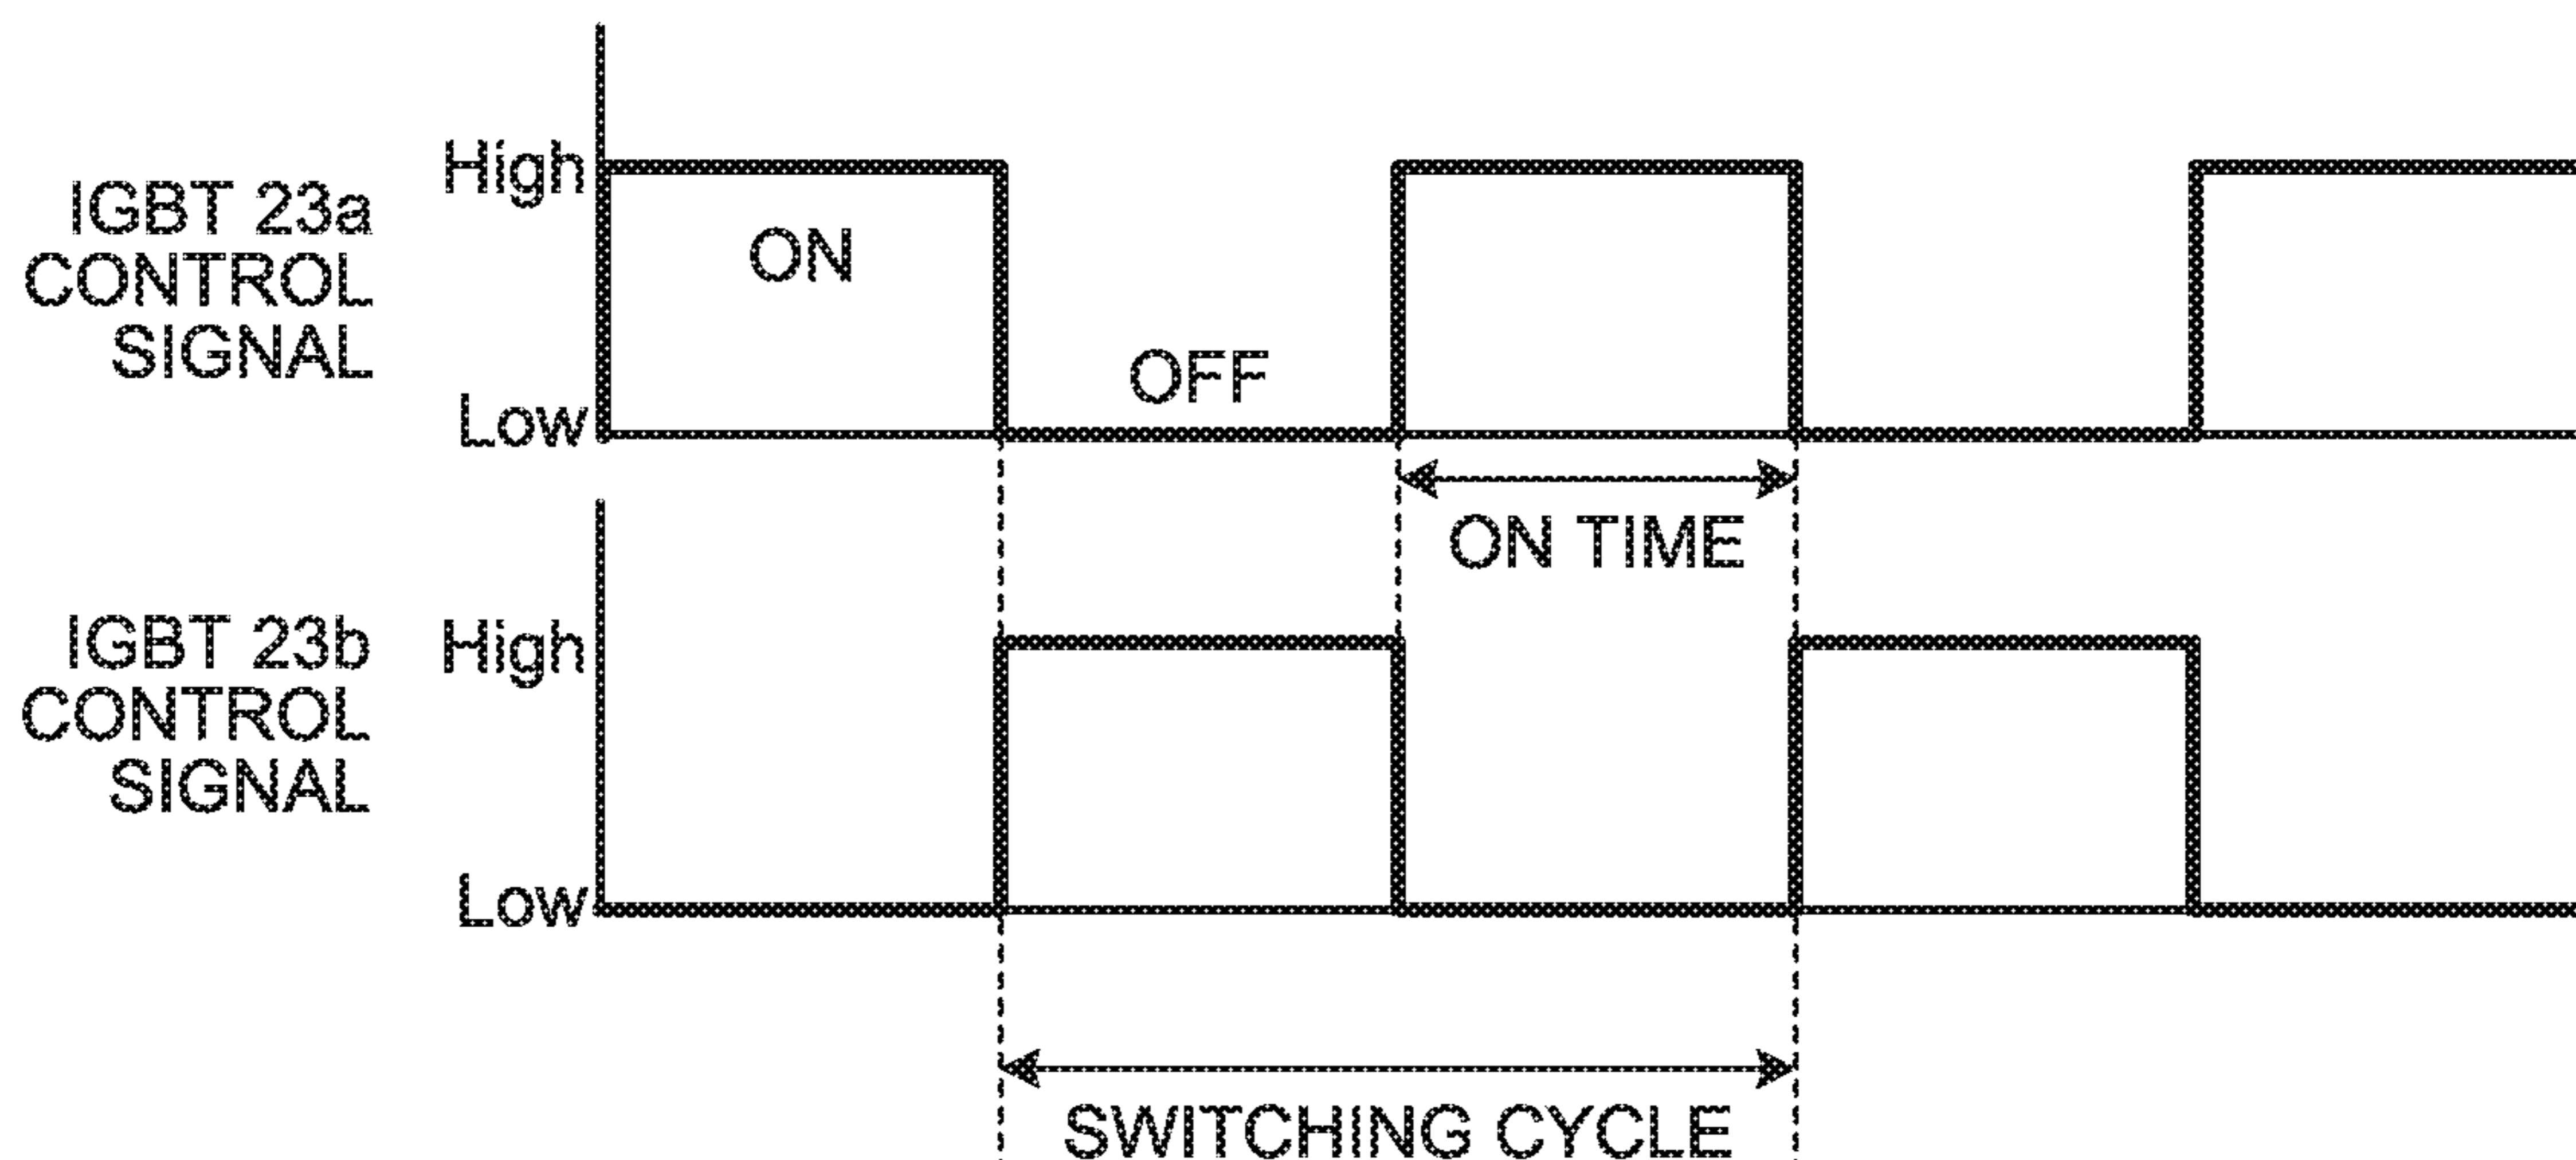 High
IGBT 23a
CONTROL
SIGNAL
ON
OFF
Low
ON TIME
IGBT 23b
CONTROL
SIGNAL
High
Low
SWITCHING CYCLE